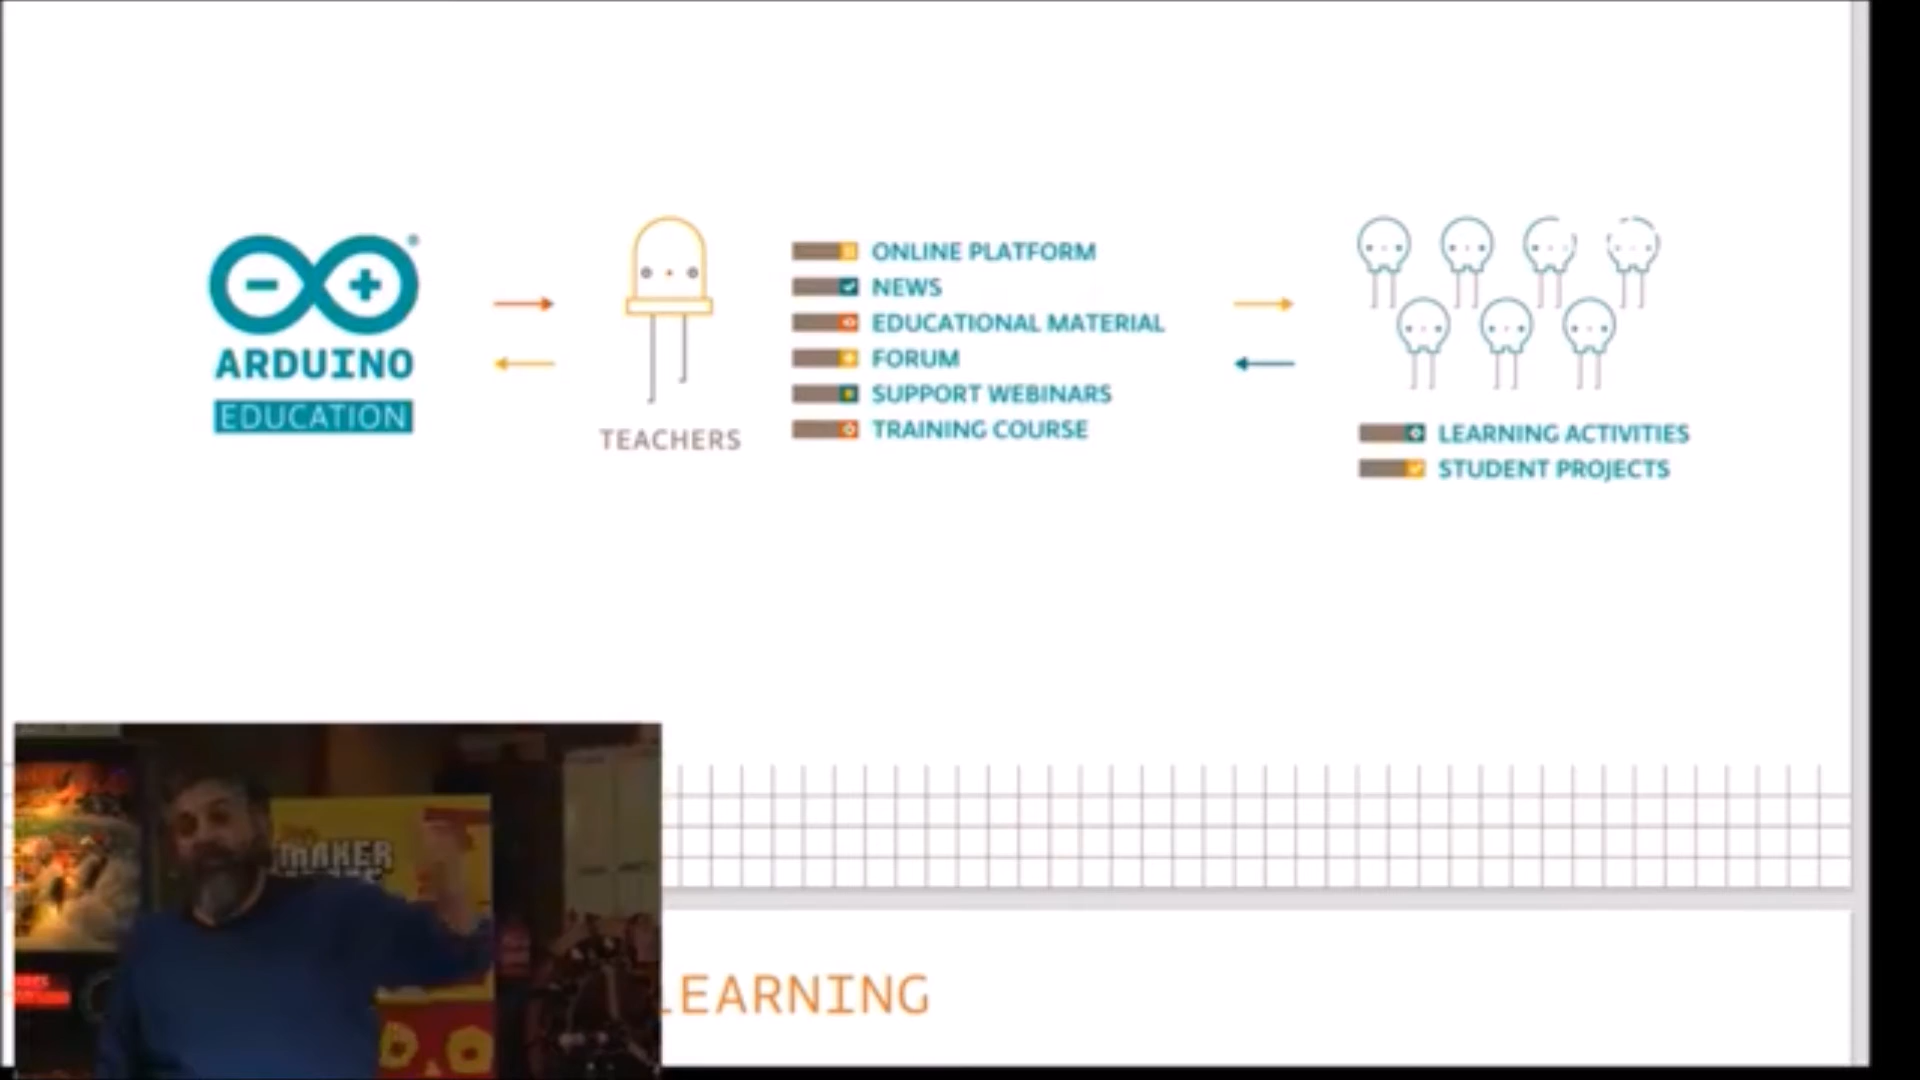 ARDUINO
EDUCATION
TEACHERS
ONLINE PLATFORM
NEWS
EDUCATIONAL MATERIAL
FORUM
SUPPORT WEBINARS
TRAINING COURSE
LEARNING ACTIVITIES
STUDENT PROJECTS
MAKER
LEARNING